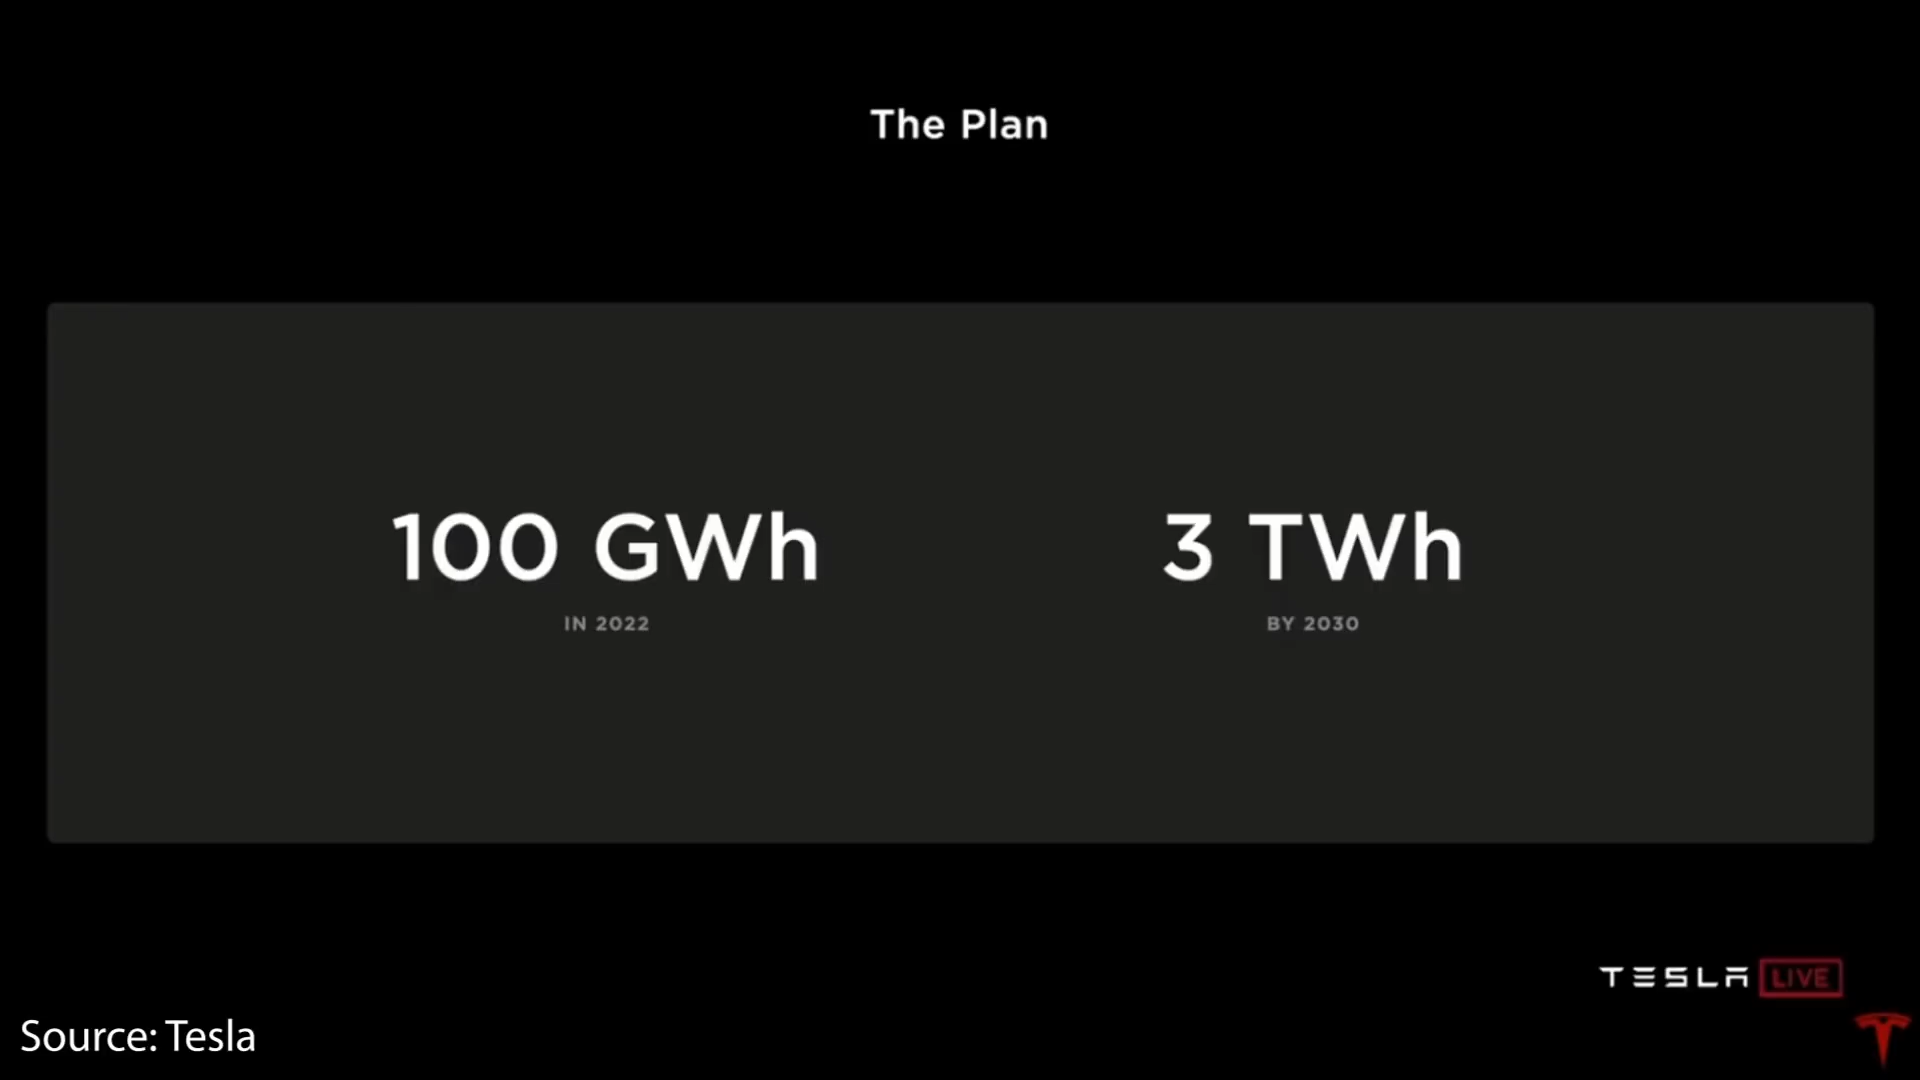 The Plan
100 GWh
IN 2022
3 TWh
BY 2030
TESLA LIVE
Source: Tesla